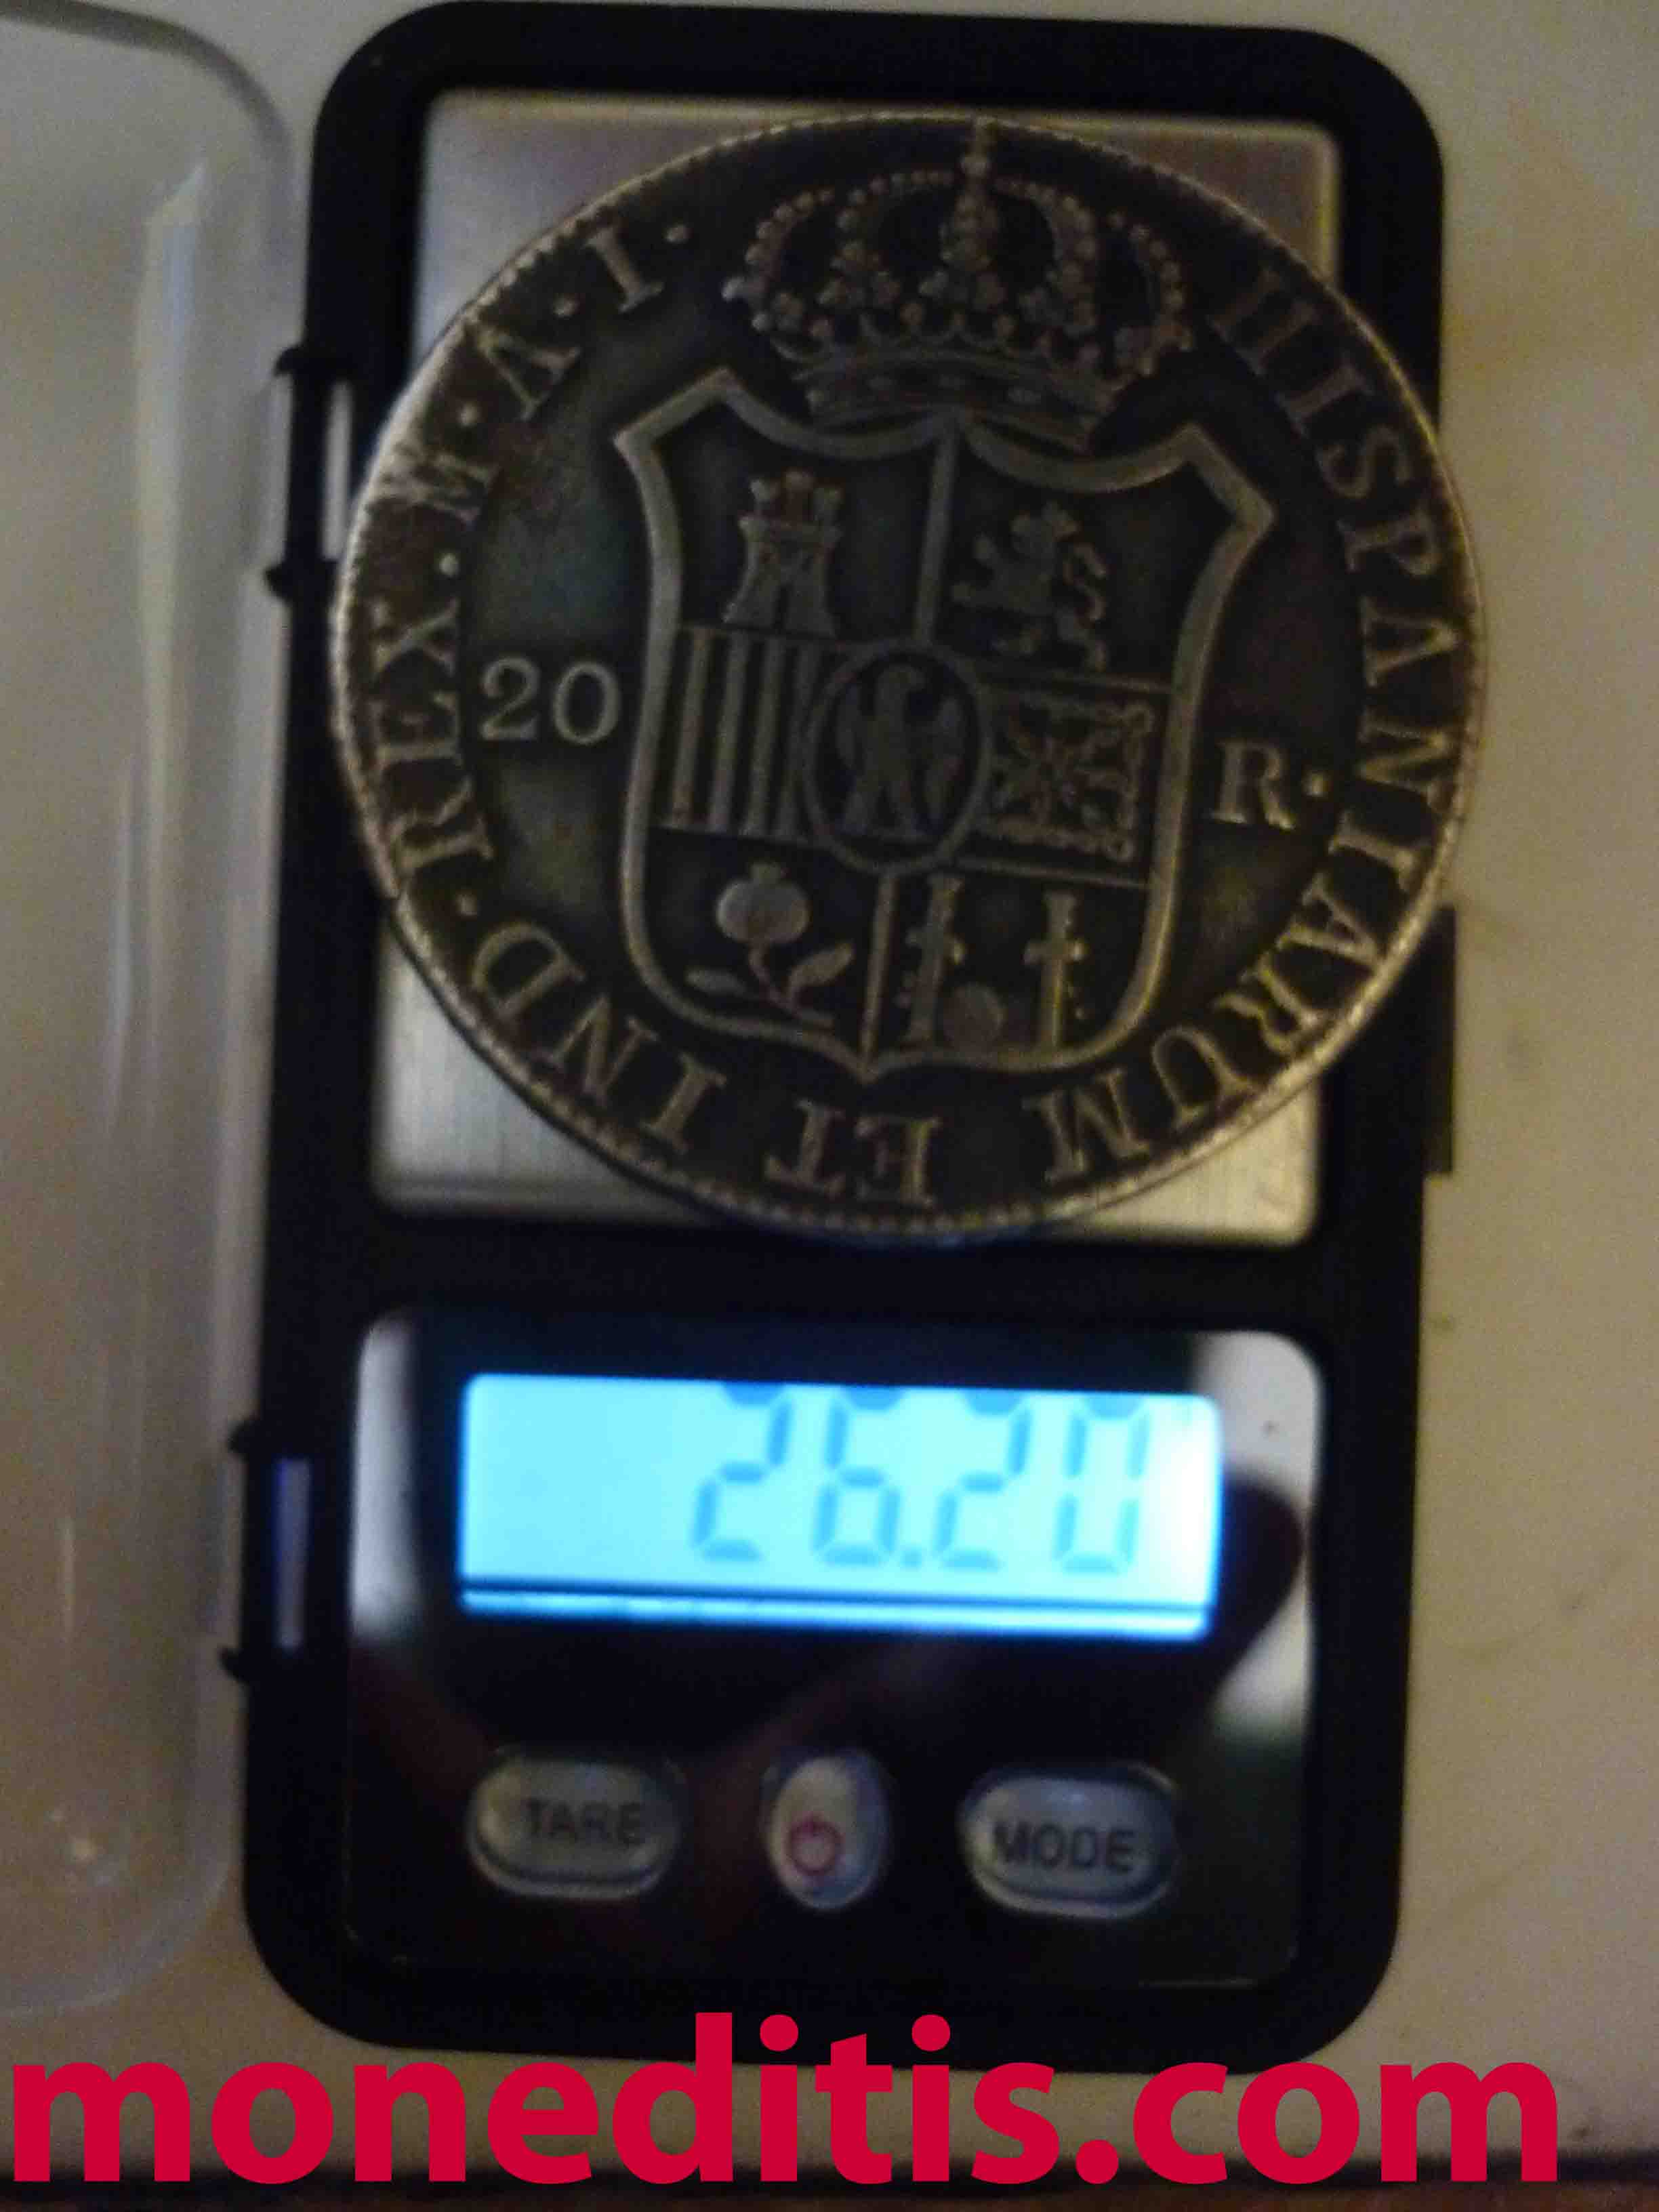 HISPANIARUM ET IND. REX. M. A. I.
20 R.
26.20
TARE MODE
moneditis.com